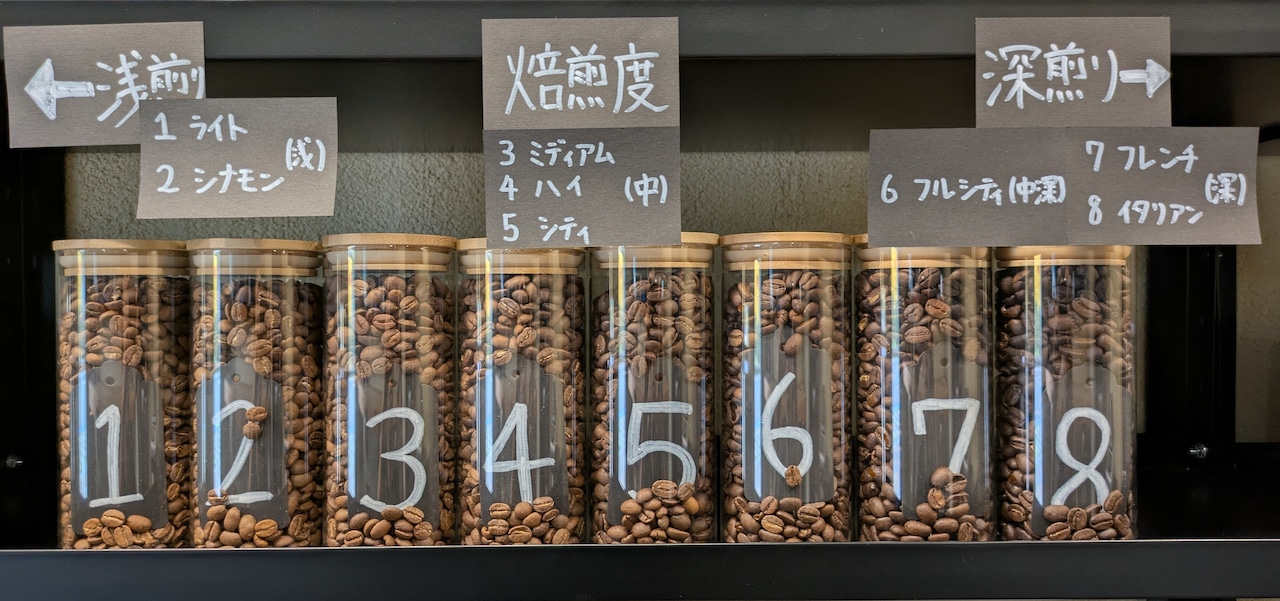 ← 浅煎り
1 ライト
2 シナモン (浅)
焙煎度
3 ミディアム
4 ハイ (中)
5 シティ
深煎り →
6 フルシティ(中深)
7 フレンチ
8 イタリアン (深)
1
2
3
4
5
6
7
8